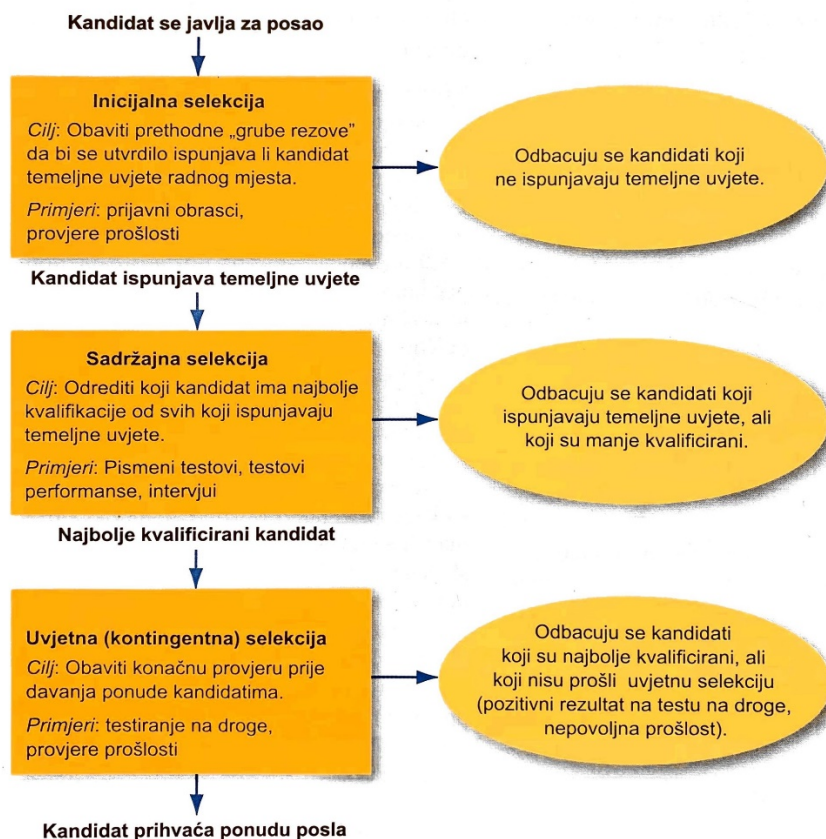 Kandidat se javlja za posao
Inicijalna selekcija
Cilj: Obaviti prethodne „grube rezove”
da bi se utvrdilo ispunjava li kandidat
temeljne uvjete radnog mjesta.
Primjeri: prijavni obrasci,
provjere prošlosti
Odbacuju se kandidati koji
ne ispunjavaju temeljne uvjete.
Kandidat ispunjava temeljne uvjete
Sadržajna selekcija
Cilj: Odrediti koji kandidat ima najbolje
kvalifikacije od svih koji ispunjavaju
temeljne uvjete.
Primjeri: Pismeni testovi, testovi
performanse, intervjui
Odbacuju se kandidati koji
ispunjavaju temeljne uvjete, ali
koji su manje kvalificirani.
Najbolje kvalificirani kandidat
Uvjetna (kontingentna) selekcija
Cilj: Obaviti konačnu provjeru prije
davanja ponude kandidatima.
Primjeri: testiranje na droge,
provjere prošlosti
Odbacuju se kandidati
koji su najbolje kvalificirani, ali
koji nisu prošli uvjetnu selekciju
(pozitivni rezultat na testu na droge,
nepovoljna prošlost).
Kandidat prihvaća ponudu posla